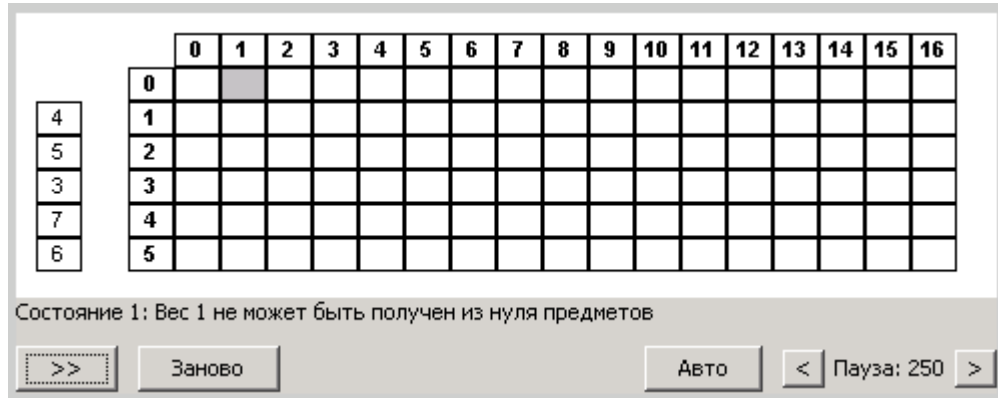 0 1 2 3 4 5 6 7 8 9 10 11 12 13 14 15 16
0
4 1
5 2
3 3
7 4
6 5
Состояние 1: Вес 1 не может быть получен из нуля предметов
>> Заново Авто < Пауза: 250 >